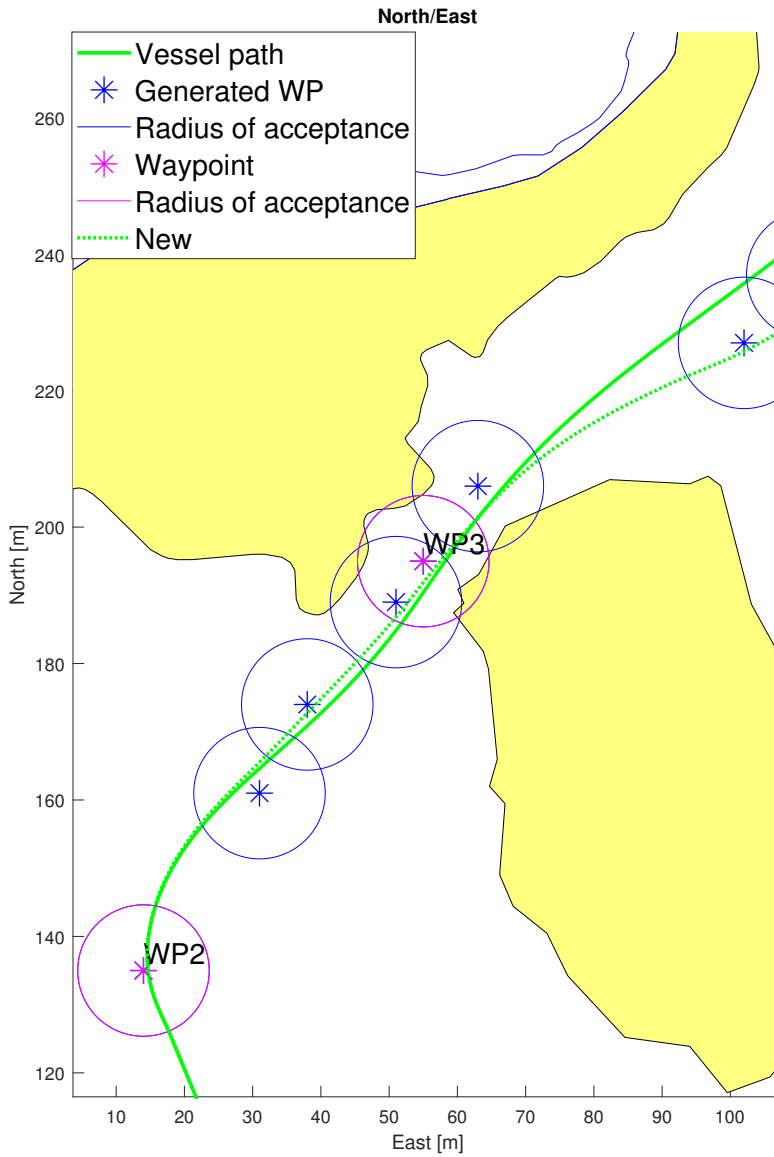 North/East
Vessel path
Generated WP
Radius of acceptance
Waypoint
Radius of acceptance
New
260
240
220
200
180
160
140
120
North [m]
WP3
WP2
10 20 30 40 50 60 70 80 90 100
East [m]